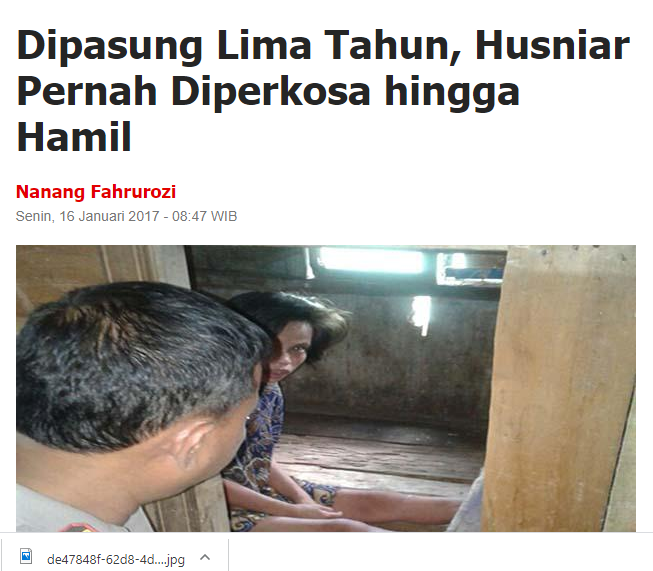 Dipasung Lima Tahun, Husniar
Pernah Diperkosa hingga
Hamil
Nanang Fahrurozi
Senin, 16 Januari 2017 - 08:47 WIB
de47848f-62d8-4d....jpg